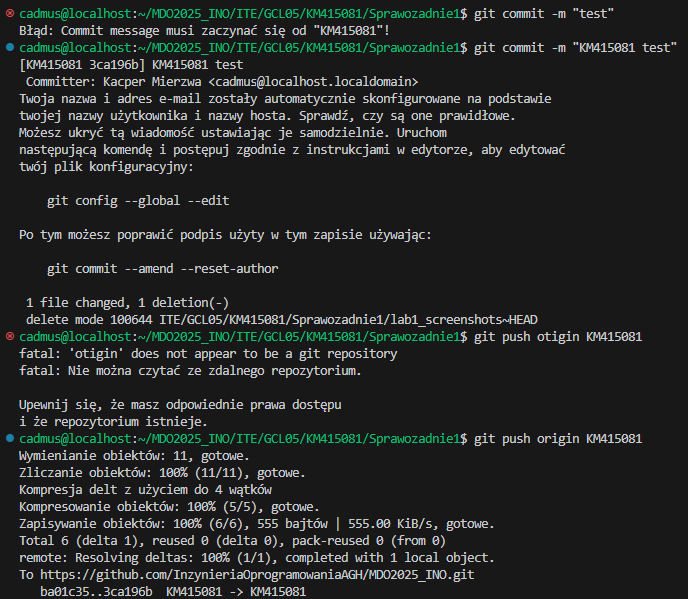 cadmus@localhost:~/MDO2025_INO/ITE/GCL05/KM415081/Sprawozadnie1$ git commit -m "test"
Błąd: Commit message musi zaczynać się od "KM415081"!
cadmus@localhost:~/MDO2025_INO/ITE/GCL05/KM415081/Sprawozadnie1$ git commit -m "KM415081 test"
[KM415081 3ca196b] KM415081 test
 Committer: Kacper Mierzwa <cadmus@localhost.localdomain>
Twoja nazwa i adres e-mail zostały automatycznie skonfigurowane na podstawie
twojej nazwy użytkownika i nazwy hosta. Sprawdź, czy są one prawidłowe.
Możesz ukryć tą wiadomość ustawiając je samodzielnie. Uruchom
następującą komendę i postępuj zgodnie z instrukcjami w edytorze, aby edytować
twój plik konfiguracyjny:

    git config --global --edit

Po tym możesz poprawić podpis użyty w tym zapisie używając:

    git commit --amend --reset-author

 1 file changed, 1 deletion(-)
 delete mode 100644 ITE/GCL05/KM415081/Sprawozadnie1/lab1_screenshots~HEAD
cadmus@localhost:~/MDO2025_INO/ITE/GCL05/KM415081/Sprawozadnie1$ git push otigin KM415081
fatal: 'otigin' does not appear to be a git repository
fatal: Nie można czytać ze zdalnego repozytorium.

Upewnij się, że masz odpowiednie prawa dostępu
i że repozytorium istnieje.
cadmus@localhost:~/MDO2025_INO/ITE/GCL05/KM415081/Sprawozadnie1$ git push origin KM415081
Wymienianie obiektów: 11, gotowe.
Zliczanie obiektów: 100% (11/11), gotowe.
Kompresja delt z użyciem do 4 wątków
Kompresowanie obiektów: 100% (5/5), gotowe.
Zapisywanie obiektów: 100% (6/6), 555 bajtów | 555.00 KiB/s, gotowe.
Total 6 (delta 1), reused 0 (delta 0), pack-reused 0 (from 0)
remote: Resolving deltas: 100% (1/1), completed with 1 local object.
To https://github.com/InzynieriaOprogramowaniaAGH/MDO2025_INO.git
   ba01c35..3ca196b  KM415081 -> KM415081